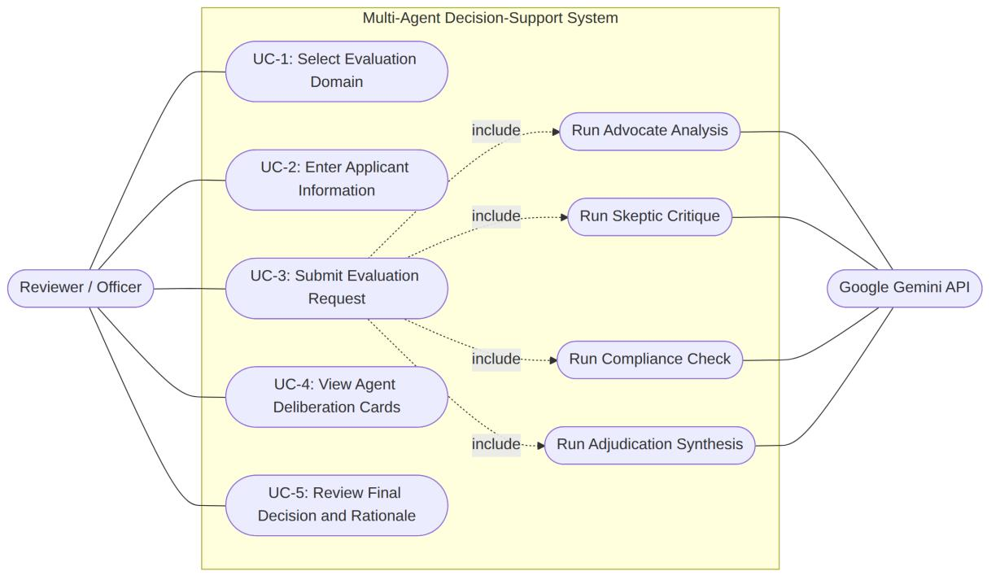 Multi-Agent Decision-Support System
UC-1: Select Evaluation
Domain
include
Run Advocate Analysis
UC-2: Enter Applicant
Information
include
Run Skeptic Critique
Reviewer / Officer
UC-3: Submit Evaluation
Request
Google Gemini API
include
Run Compliance Check
UC-4: View Agent
Deliberation Cards
include
Run Adjudication Synthesis
UC-5: Review Final
Decision and Rationale